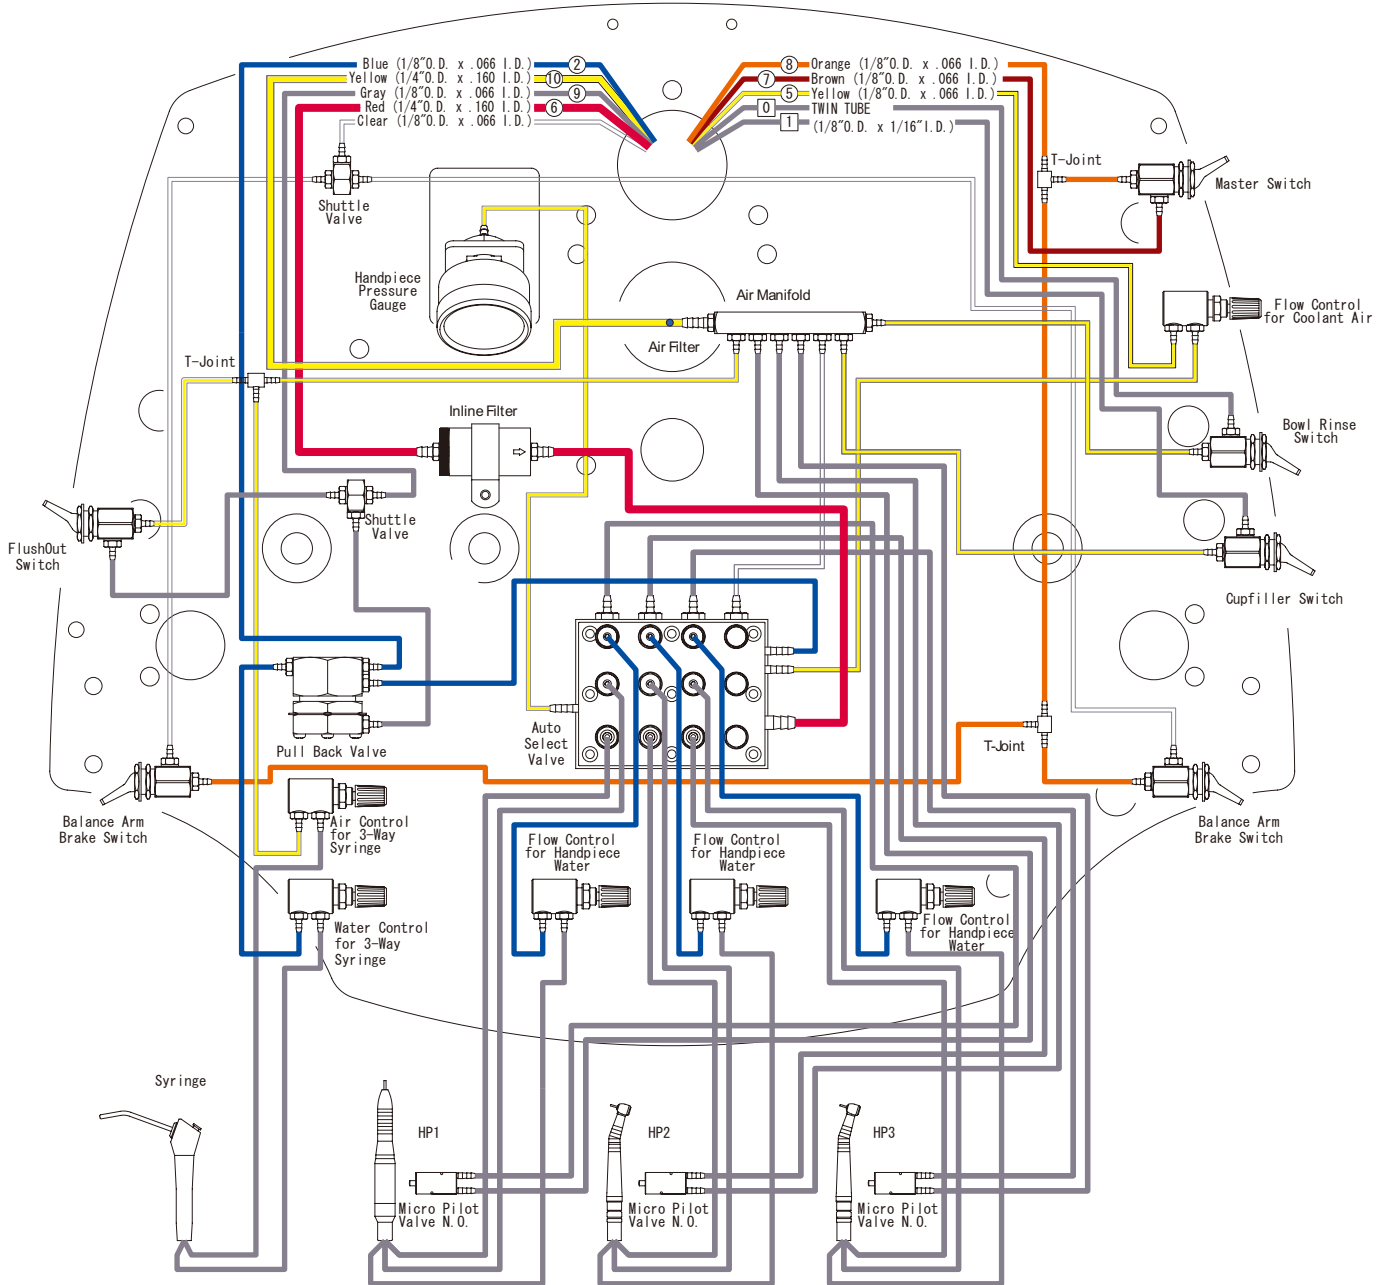 Blue (1/8"O.D. x .066 I.D.) 2
Yellow (1/4"O.D. x .160 I.D.) 10
Gray (1/8"O.D. x .066 I.D.) 9
Red (1/4"O.D. x .160 I.D.) 6
Clear (1/8"O.D. x .066 I.D.)
8 Orange (1/8"O.D. x .066 I.D.)
7 Brown (1/8"O.D. x .066 I.D.)
5 Yellow (1/8"O.D. x .066 I.D.)
0 TWIN TUBE
1 (1/8"O.D. x 1/16"I.D.)
T-Joint
Master Switch
Shuttle
Valve
Handpiece
Pressure
Gauge
Air Manifold
Flow Control
for Coolant Air
Air Filter
T-Joint
Inline Filter
Bowl Rinse
Switch
Shuttle
Valve
FlushOut
Switch
Cupfiller Switch
Auto
Select
Valve
Pull Back Valve
T-Joint
Balance Arm
Brake Switch
Air Control
for 3-Way
Syringe
Balance Arm
Brake Switch
Flow Control
for Handpiece
Water
Flow Control
for Handpiece
Water
Flow Control
for Handpiece
Water
Water Control
for 3-Way
Syringe
Syringe
HP1
HP2
HP3
Micro Pilot
Valve N.O.
Micro Pilot
Valve N.O.
Micro Pilot
Valve N.O.